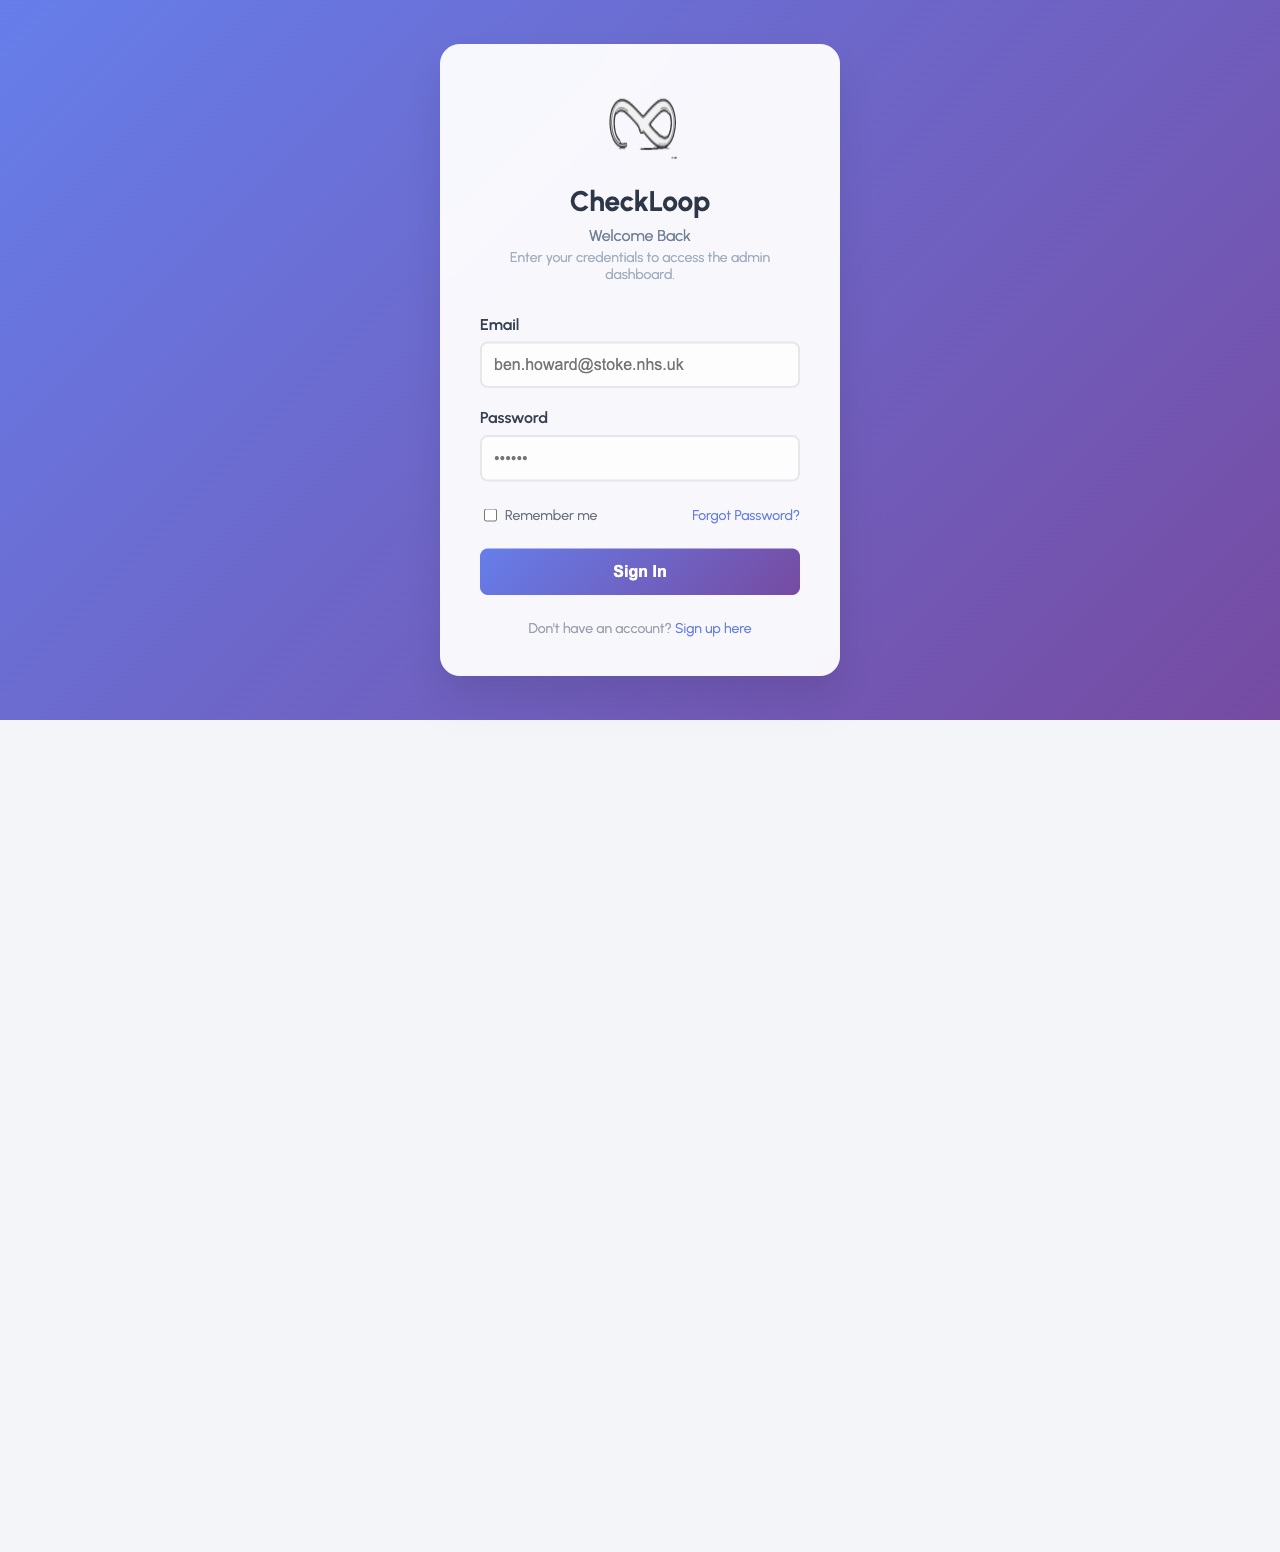 CheckLoop
Welcome Back
Enter your credentials to access the admin
dashboard.
Email
ben.howard@stoke.nhs.uk
Password
••••••
Remember me
Forgot Password?
Sign In
Don't have an account? Sign up here